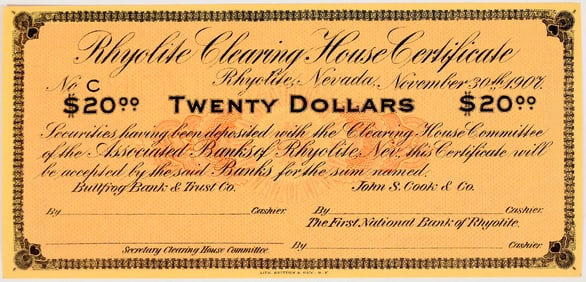 Rhyolite Clearing House Certificate
No C Rhyolite, Nevada, November 30th, 1907.
$20.00 TWENTY DOLLARS $20.00
Securities having been deposited with the Clearing House Committee
of the Associated Banks of Rhyolite, Nev. this Certificate will
be accepted by the said Banks for the sum named.
Bullfrog Bank & Trust Co. John S. Cook & Co.
By Cashier. By Cashier.
The First National Bank of Rhyolite.
Secretary Clearing House Committee. By Cashier.
LITH. BRITTON & REY. S.F.